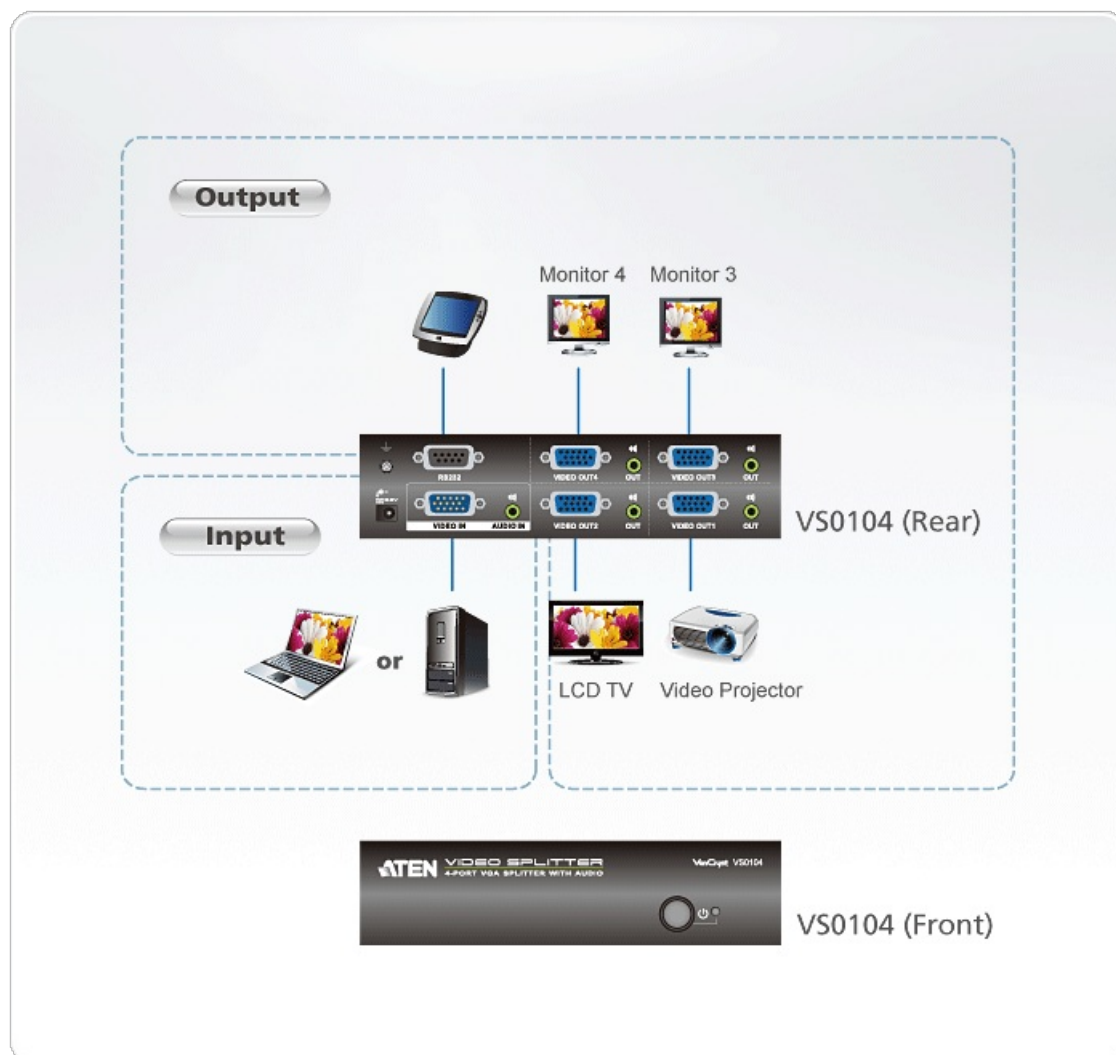 Output
Monitor 4
Monitor 3
RS232
VIDEO OUT4
OUT
VIDEO OUT3
OUT
VIDEO IN
AUDIO IN
VIDEO OUT2
OUT
VIDEO OUT1
OUT
VS0104 (Rear)
Input
or
LCD TV
Video Projector
ATEN
VIDEO SPLITTER
4-PORT VGA SPLITTER WITH AUDIO
VanCryst VS0104
VS0104 (Front)